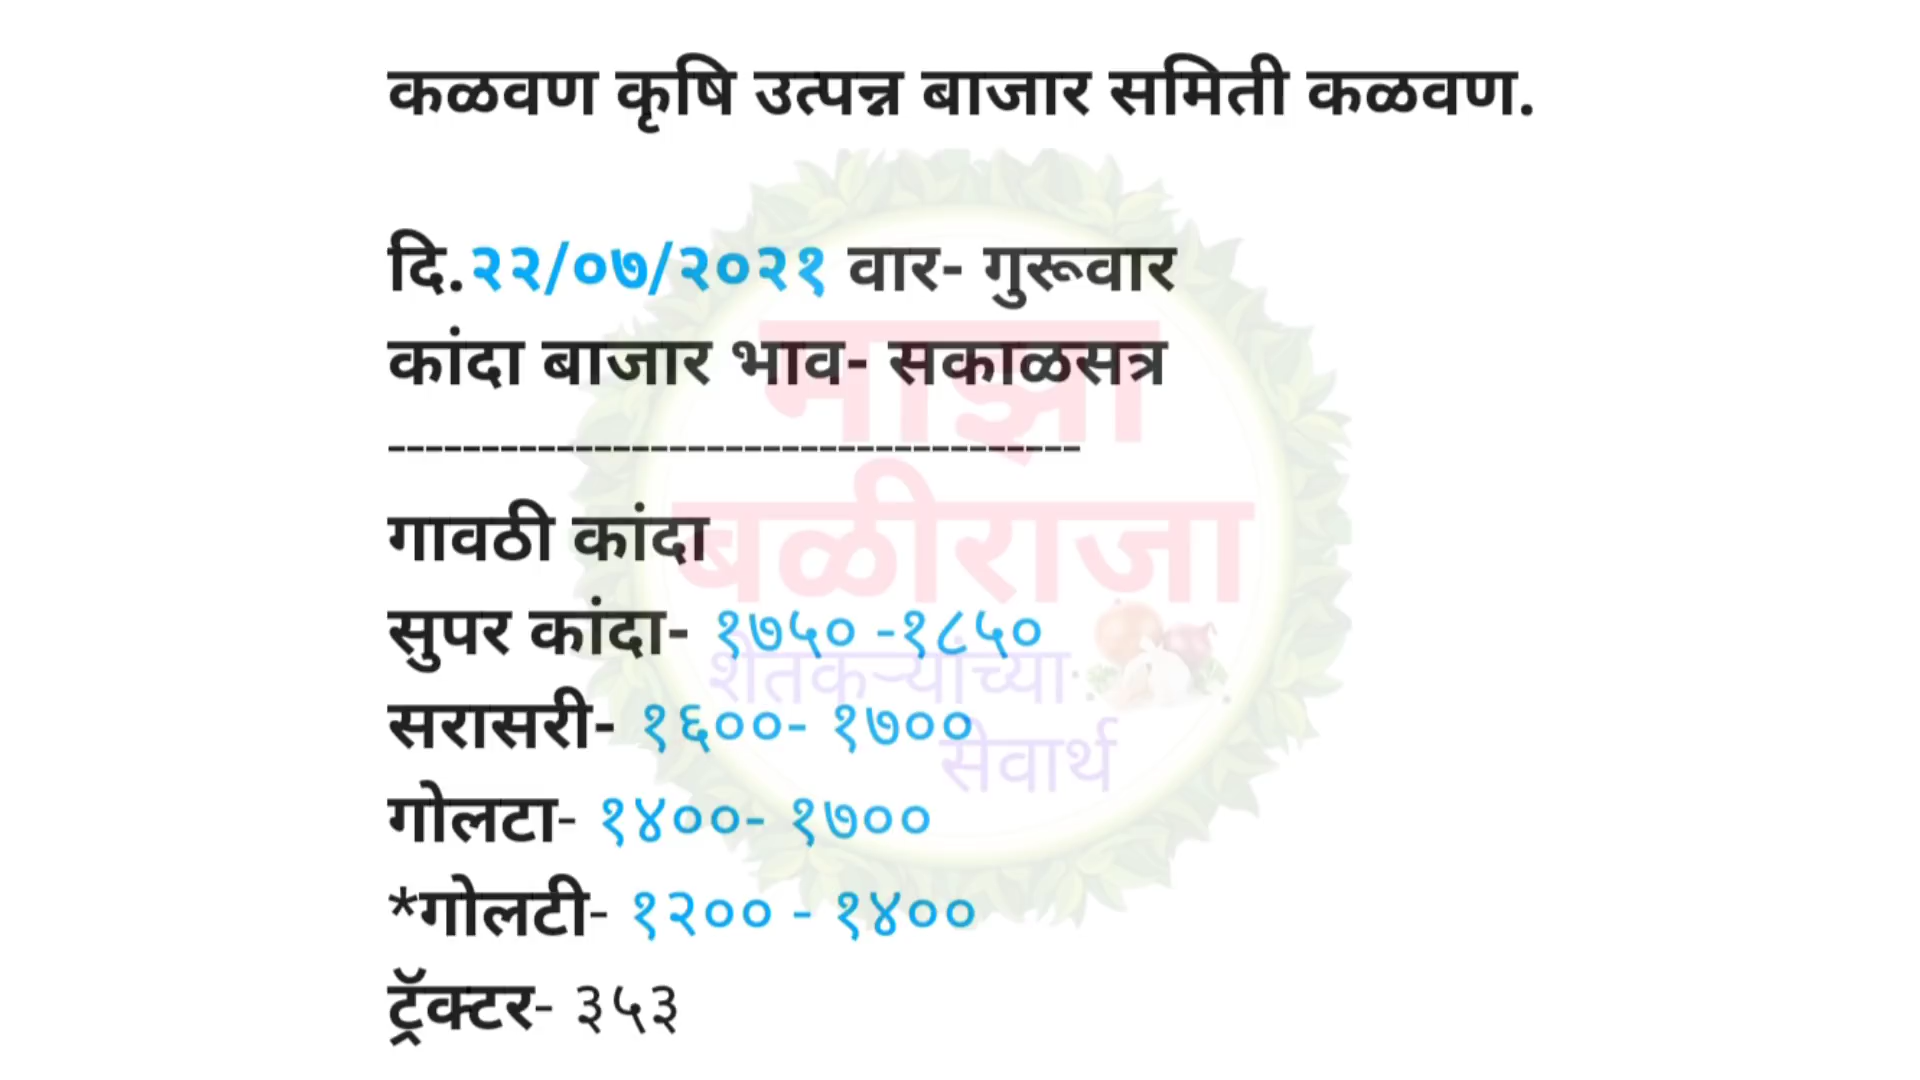 कळवण कृषि उत्पन्न बाजार समिती कळवण.
दि.२२/०७/२०२१ वार- गुरूवार
कांदा बाजार भाव- सकाळसत्र
-------------------------------------
गावठी कांदा
सुपर कांदा- १७५० -१८५०
सरासरी- १६००- १७००
गोलटा- १४००- १७००
*गोलटी- १२०० - १४००
ट्रॅक्टर- ३५३
माझा
बळीराजा
शेतकऱ्यांच्या
सेवार्थ